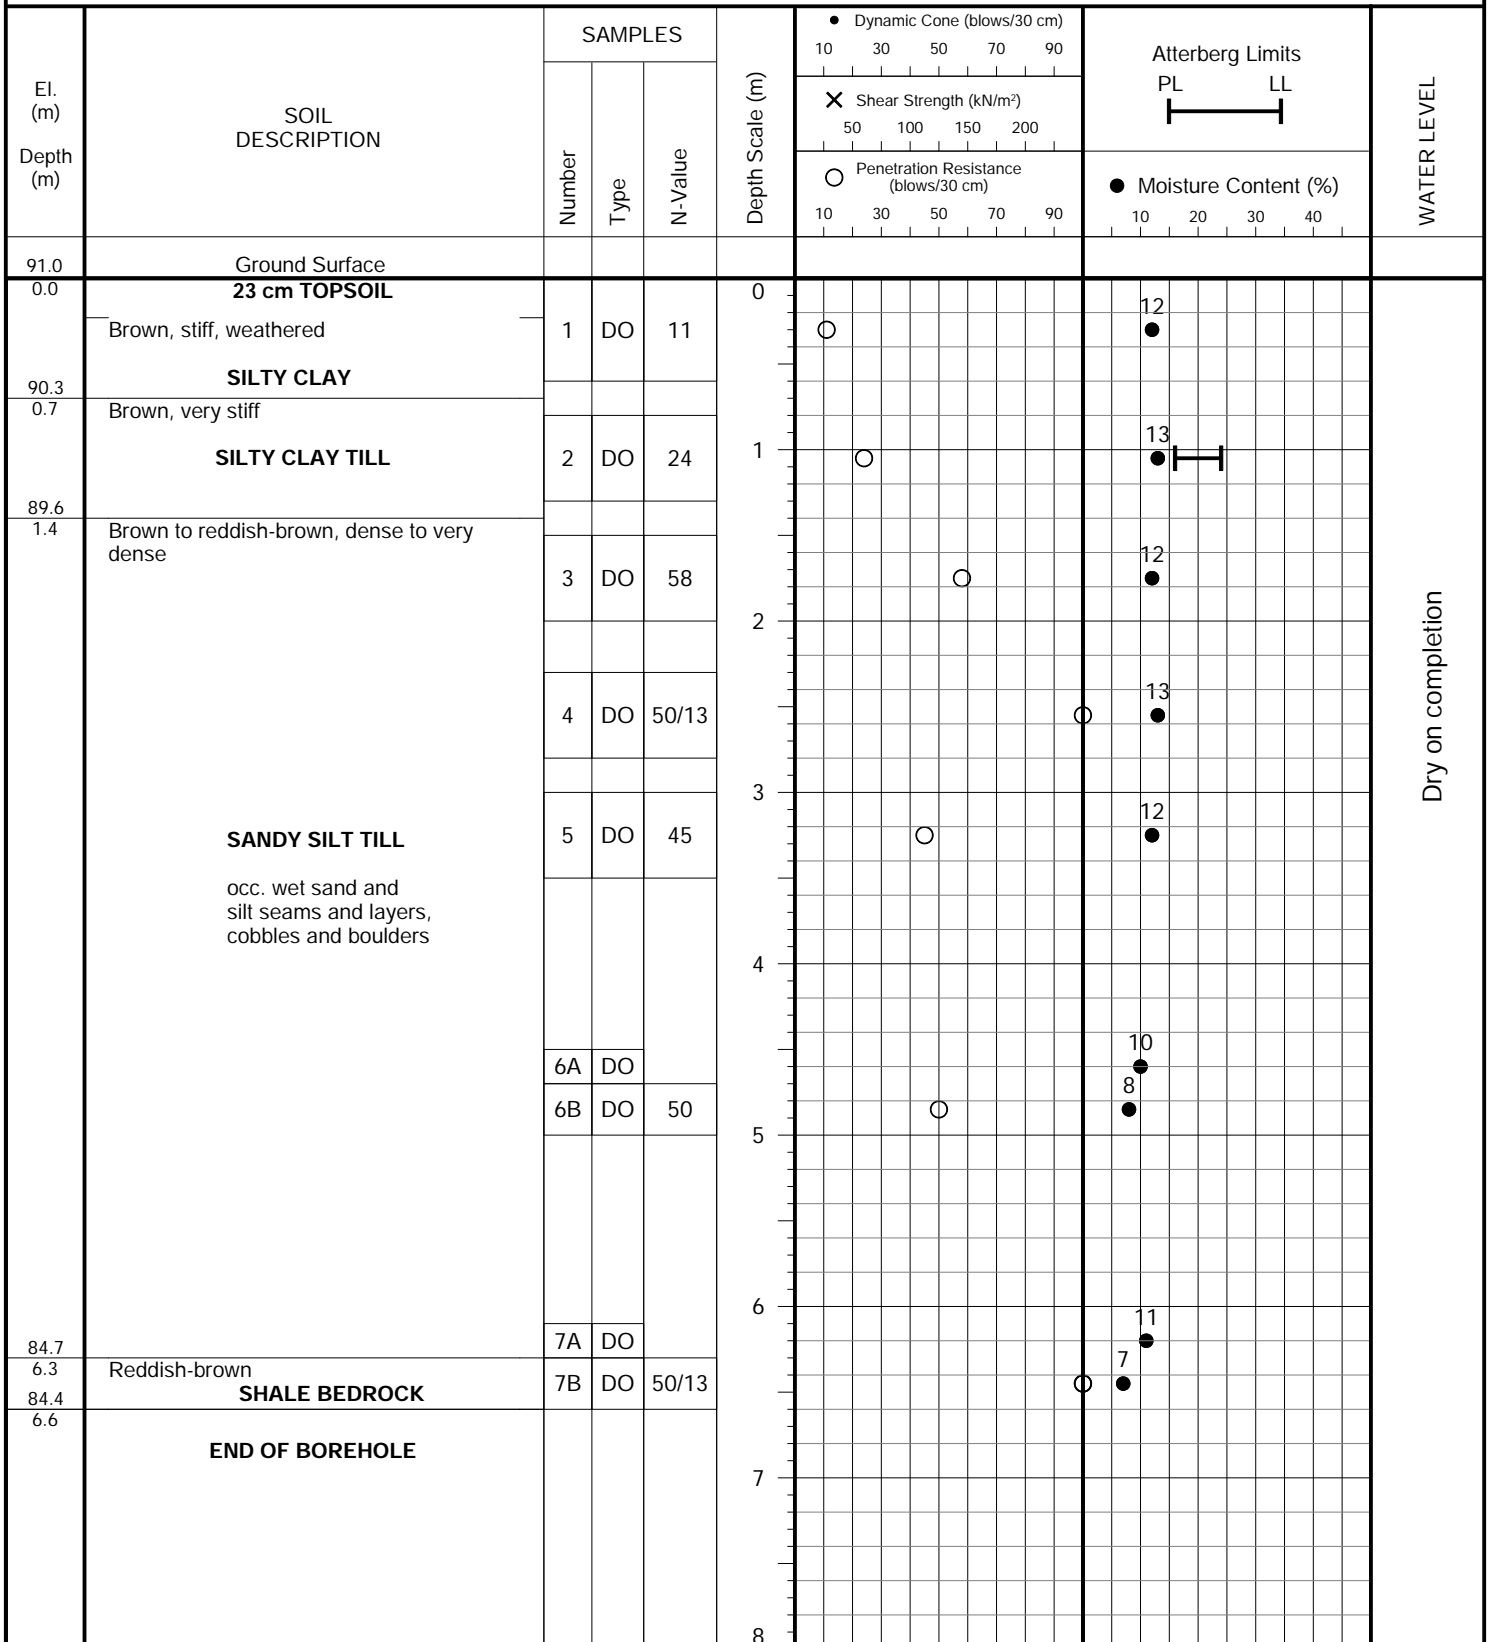 El.
(m)
Depth
(m)
SOIL
DESCRIPTION
SAMPLES
Number
Type
N-Value
Depth Scale (m)
Dynamic Cone (blows/30 cm)
10 30 50 70 90
Shear Strength (kN/m²)
50 100 150 200
Penetration Resistance
(blows/30 cm)
10 30 50 70 90
Atterberg Limits
PL LL
Moisture Content (%)
10 20 30 40
WATER LEVEL
91.0 Ground Surface
0.0 23 cm TOPSOIL 0
12
Brown, stiff, weathered 1 DO 11
SILTY CLAY
90.3
0.7 Brown, very stiff
13
1
SILTY CLAY TILL 2 DO 24
89.6
1.4 Brown to reddish-brown, dense to very
dense
12
3 DO 58
2
13
4 DO 50/13
Dry on completion
3
12
SANDY SILT TILL 5 DO 45
occ. wet sand and
silt seams and layers,
cobbles and boulders
4
10
6A DO
8
6B DO 50
5
6
11
7A DO
84.7
7
6.3 Reddish-brown
7B DO 50/13
84.4 SHALE BEDROCK
6.6
END OF BOREHOLE
7
8